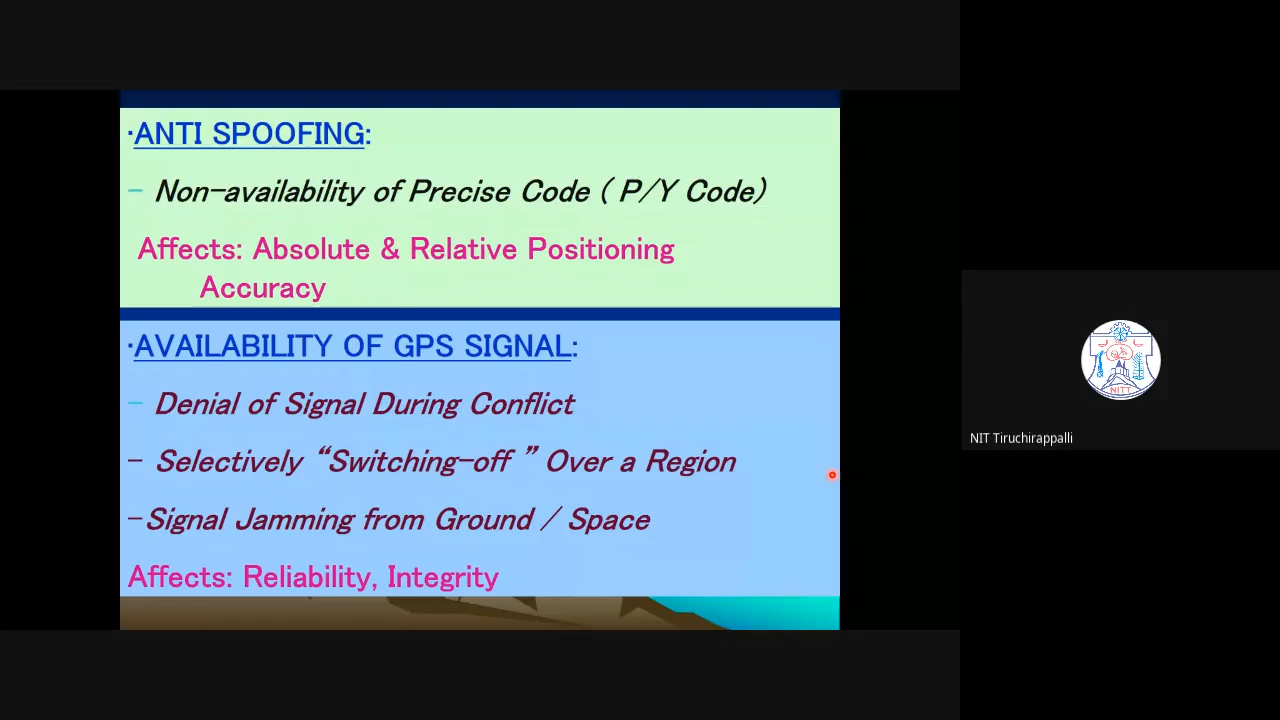 ·ANTI SPOOFING:
- Non-availability of Precise Code ( P/Y Code)
Affects: Absolute & Relative Positioning
Accuracy
·AVAILABILITY OF GPS SIGNAL:
- Denial of Signal During Conflict
- Selectively “Switching-off ” Over a Region
-Signal Jamming from Ground / Space
Affects: Reliability, Integrity
NITT
NIT Tiruchirappalli